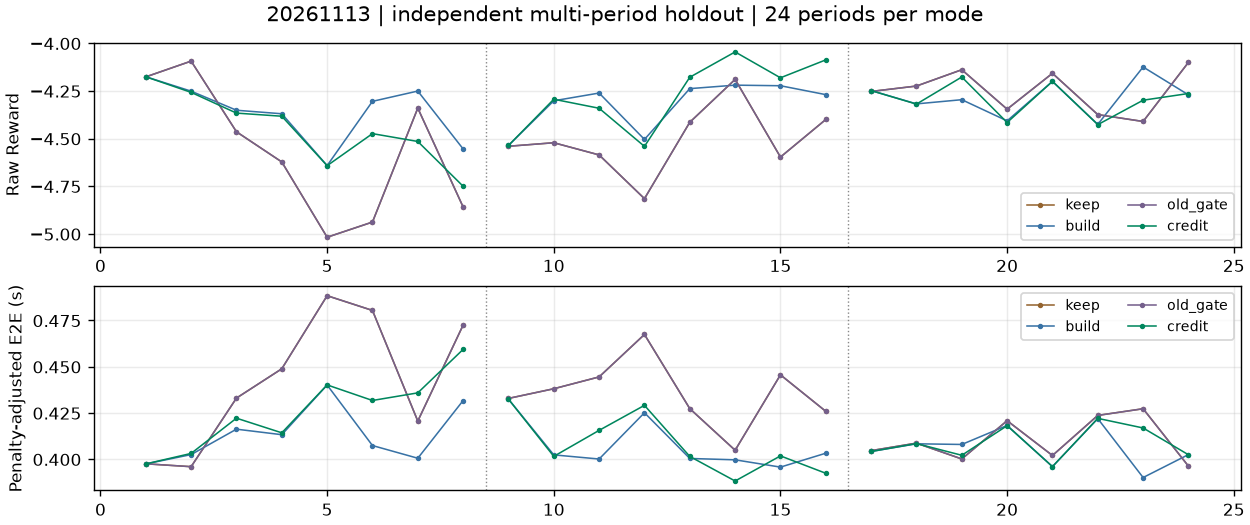 20261113 | independent multi-period holdout | 24 periods per mode
Raw Reward
−4.00
−4.25
−4.50
−4.75
−5.00
keep
old_gate
build
credit
0
5
10
15
20
25
Penalty-adjusted E2E (s)
0.475
0.450
0.425
0.400
keep
old_gate
build
credit
0
5
10
15
20
25